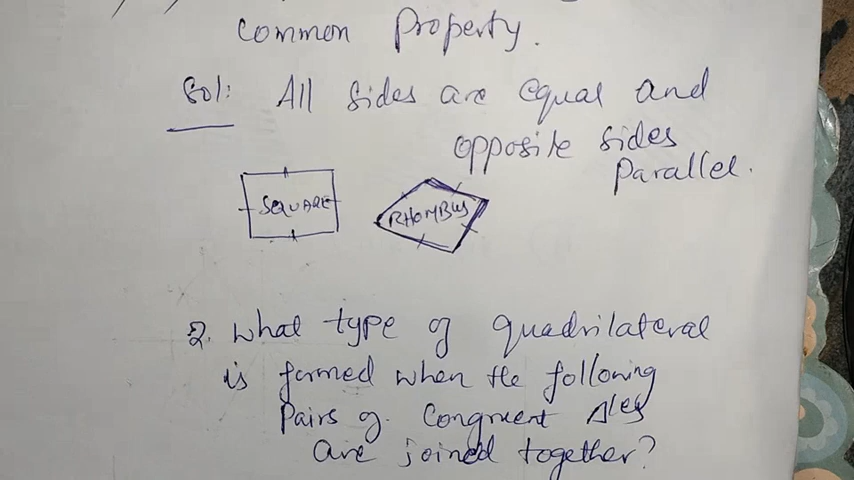 common Property.
Sol: All sides are equal and
opposite sides
parallel.
SQUARE
RHOMBUS
2. What type of quadrilateral
is formed when the following
Pairs of congruent Δles
are joined together?